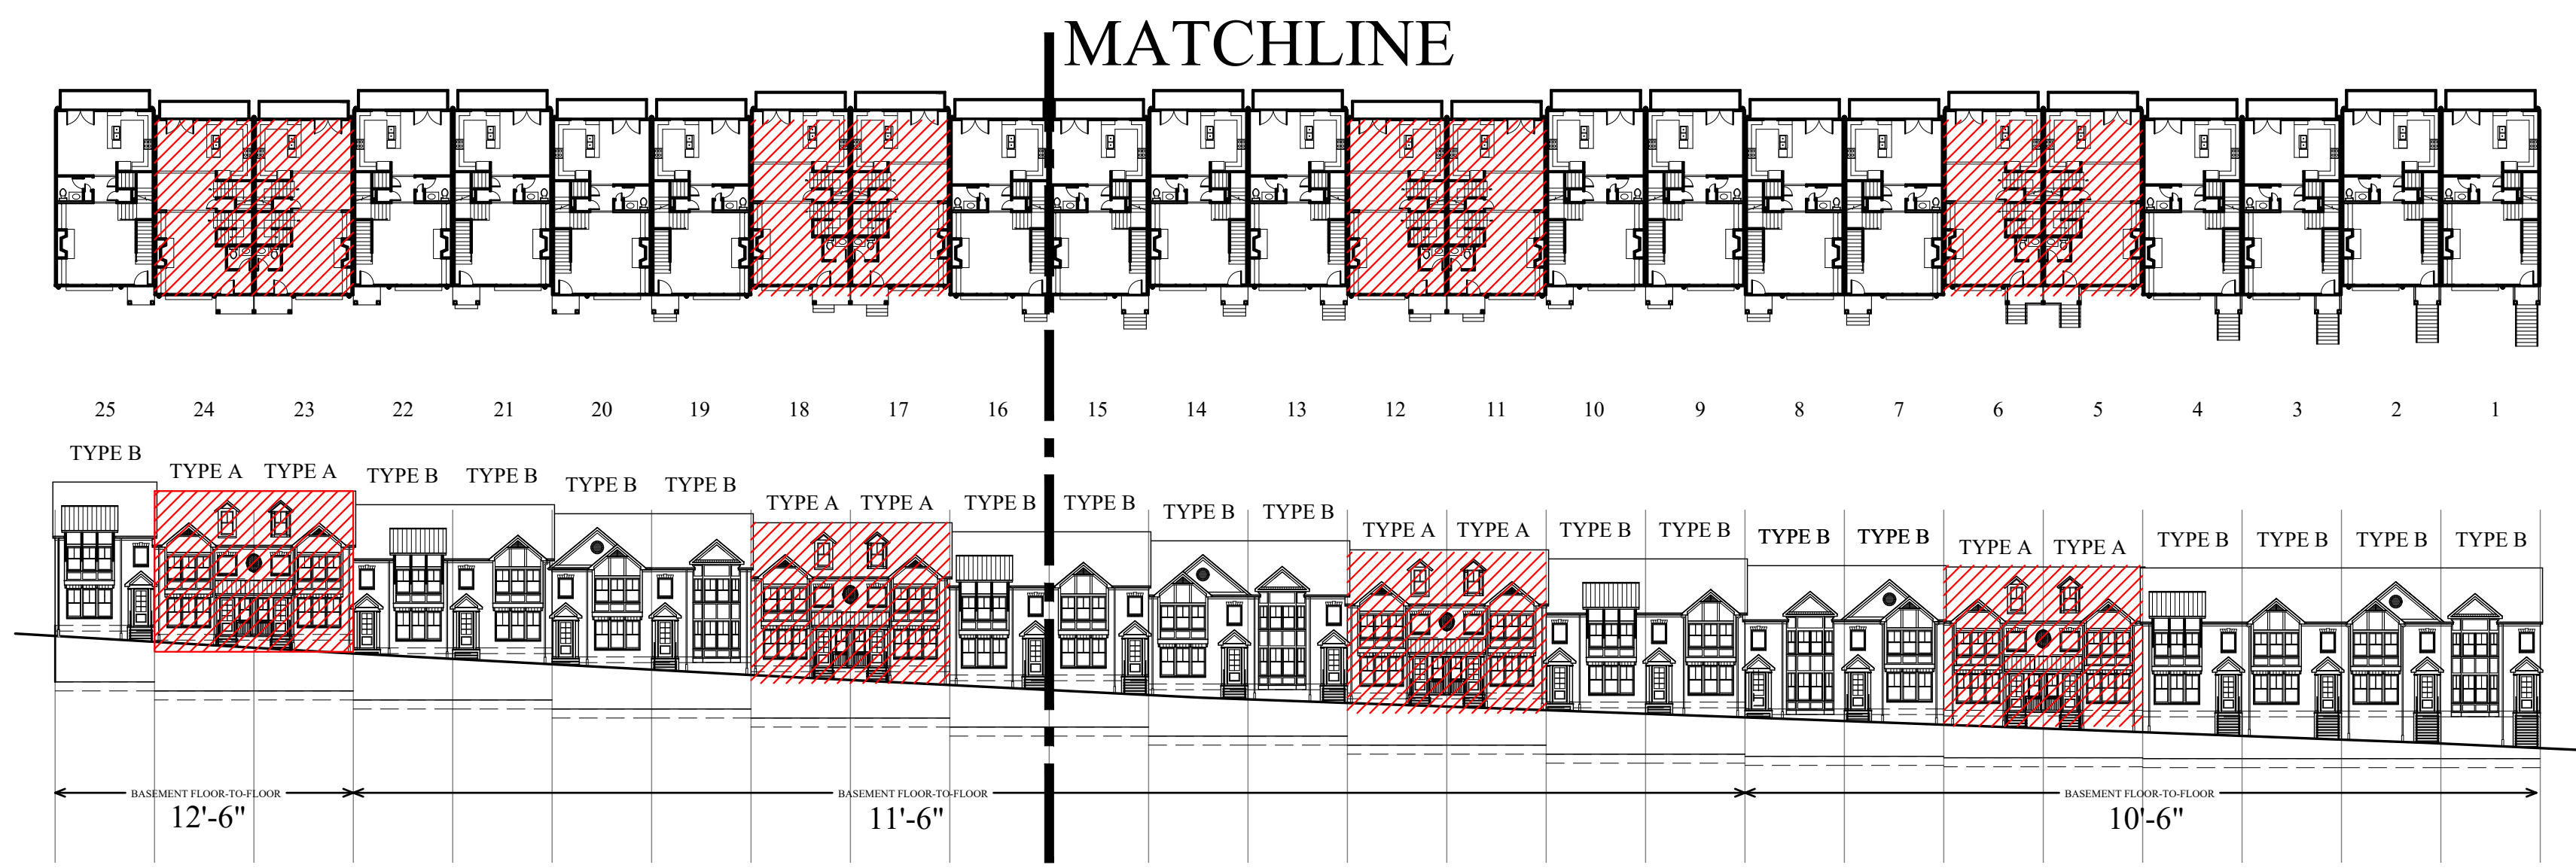 MATCHLINE
25 24 23 22 21 20 19 18 17 16 15 14 13 12 11 10 9 8 7 6 5 4 3 2 1
TYPE B TYPE A TYPE A TYPE B TYPE B TYPE B TYPE B TYPE A TYPE A TYPE B TYPE B TYPE B TYPE B TYPE A TYPE A TYPE B TYPE B TYPE B TYPE B TYPE A TYPE A TYPE B TYPE B TYPE B TYPE B
BASEMENT FLOOR-TO-FLOOR BASEMENT FLOOR-TO-FLOOR BASEMENT FLOOR-TO-FLOOR
12'-6" 11'-6" 10'-6"